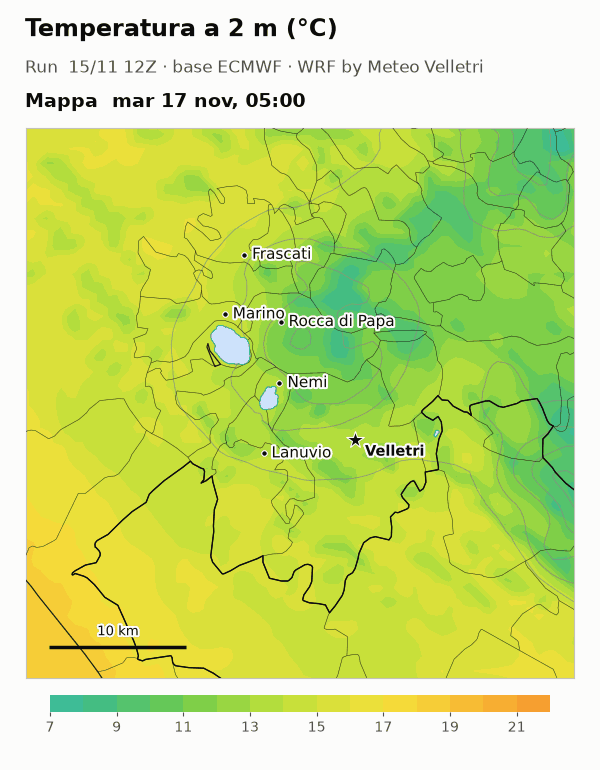 Temperatura a 2 m (°C)
Run  15/11 12Z · base ECMWF · WRF by Meteo Velletri
Mappa  mar 17 nov, 05:00
Frascati
Marino
Rocca di Papa
Nemi
Velletri
Lanuvio
10 km
7 9 11 13 15 17 19 21